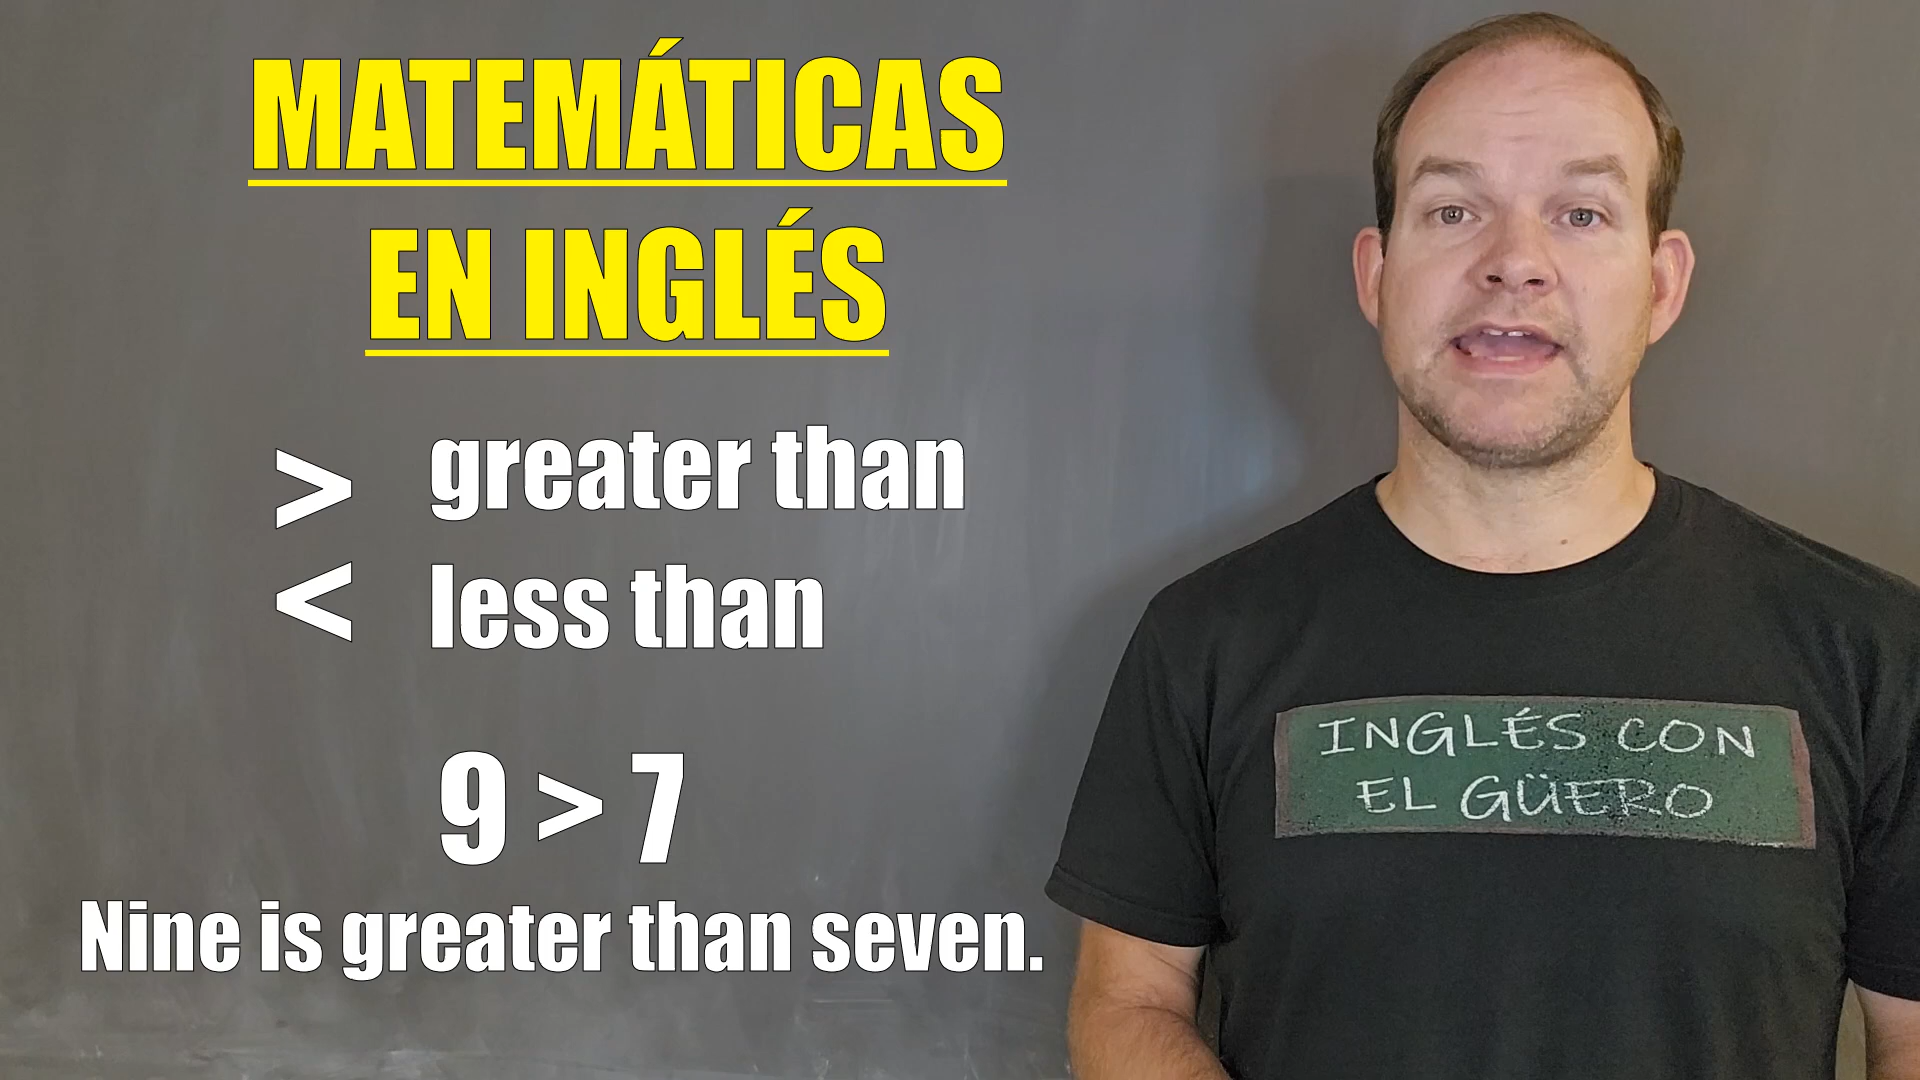 MATEMÁTICAS
EN INGLÉS
> greater than
< less than
9 > 7
Nine is greater than seven.
INGLÉS CON
EL GÜERO